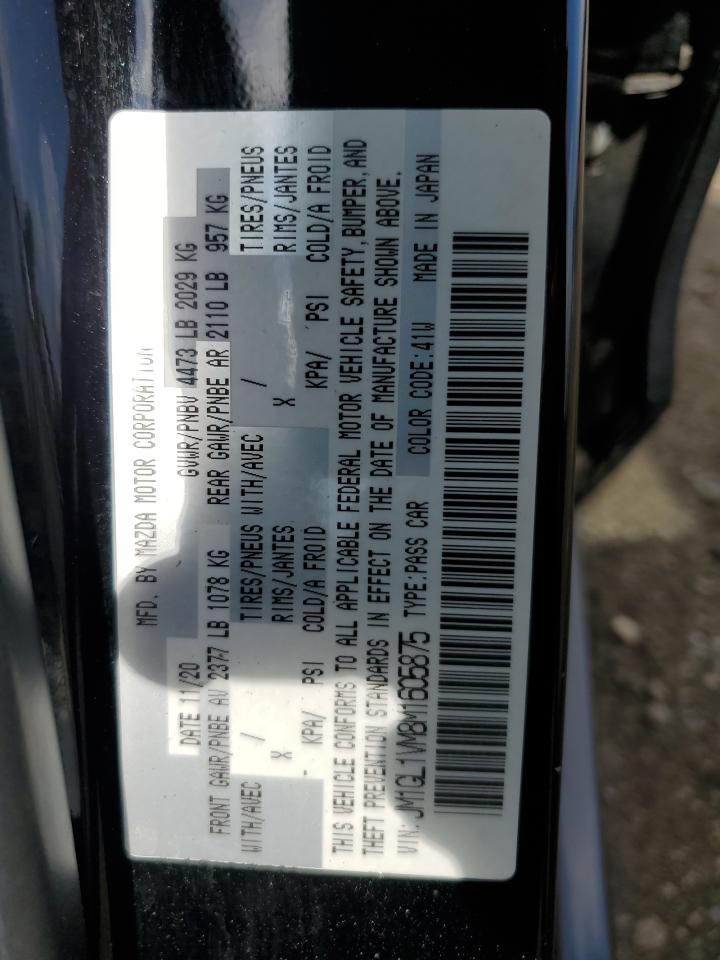 MFD. BY MAZDA MOTOR CORPORATION
DATE 11/20 GVWR/PNBV 4473 LB 2029 KG
FRONT GAWR/PNBE AV 2377 LB 1078 KG REAR GAWR/PNBE AR 2110 LB 957 KG
WITH/AVEC / TIRES/PNEUS WITH/AVEC / TIRES/PNEUS
X RIMS/JANTES X RIMS/JANTES
KPA/ PSI COLD/A FROID KPA/ PSI COLD/A FROID
THIS VEHICLE CONFORMS TO ALL APPLICABLE FEDERAL MOTOR VEHICLE SAFETY, BUMPER, AND
THEFT PREVENTION STANDARDS IN EFFECT ON THE DATE OF MANUFACTURE SHOWN ABOVE.
VIN: JM1GL1VM8M1605875 TYPE:PASS CAR COLOR CODE:41W MADE IN JAPAN